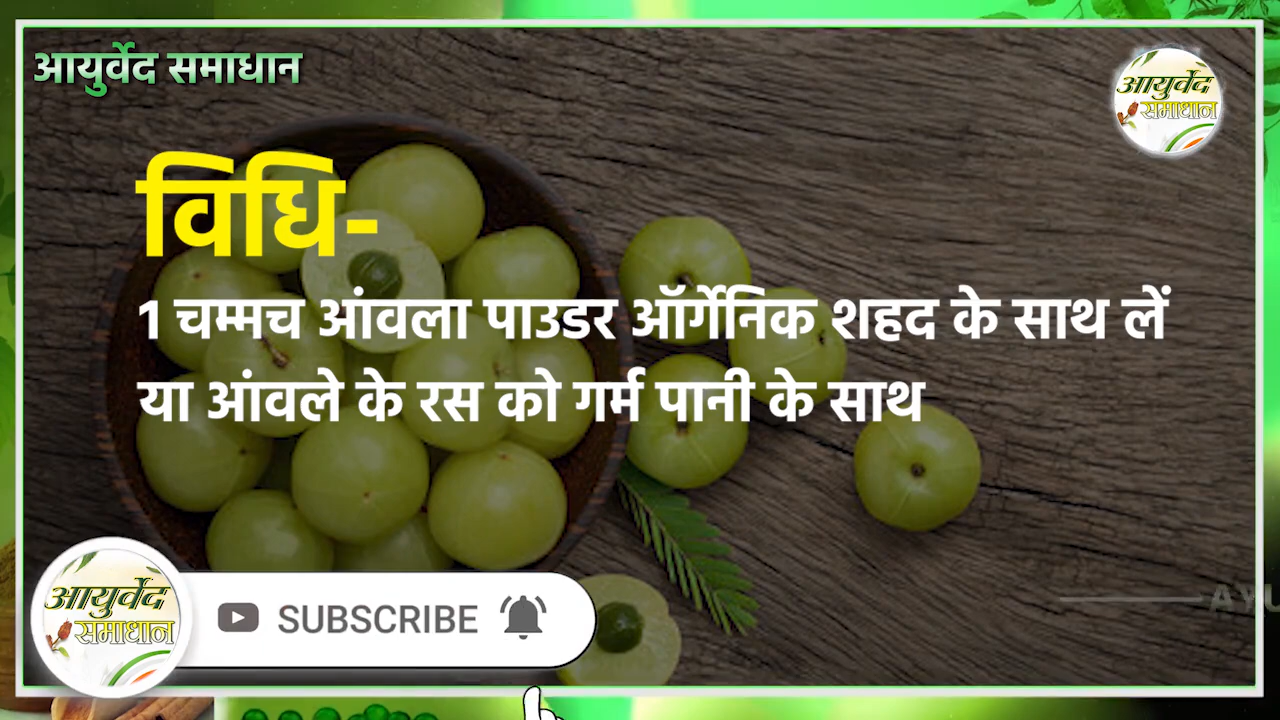 आयुर्वेद समाधान
आयुर्वेद
समाधान
विधि-
1 चम्मच आंवला पाउडर ऑर्गेनिक शहद के साथ लें
या आंवले के रस को गर्म पानी के साथ
आयुर्वेद
समाधान
SUBSCRIBE